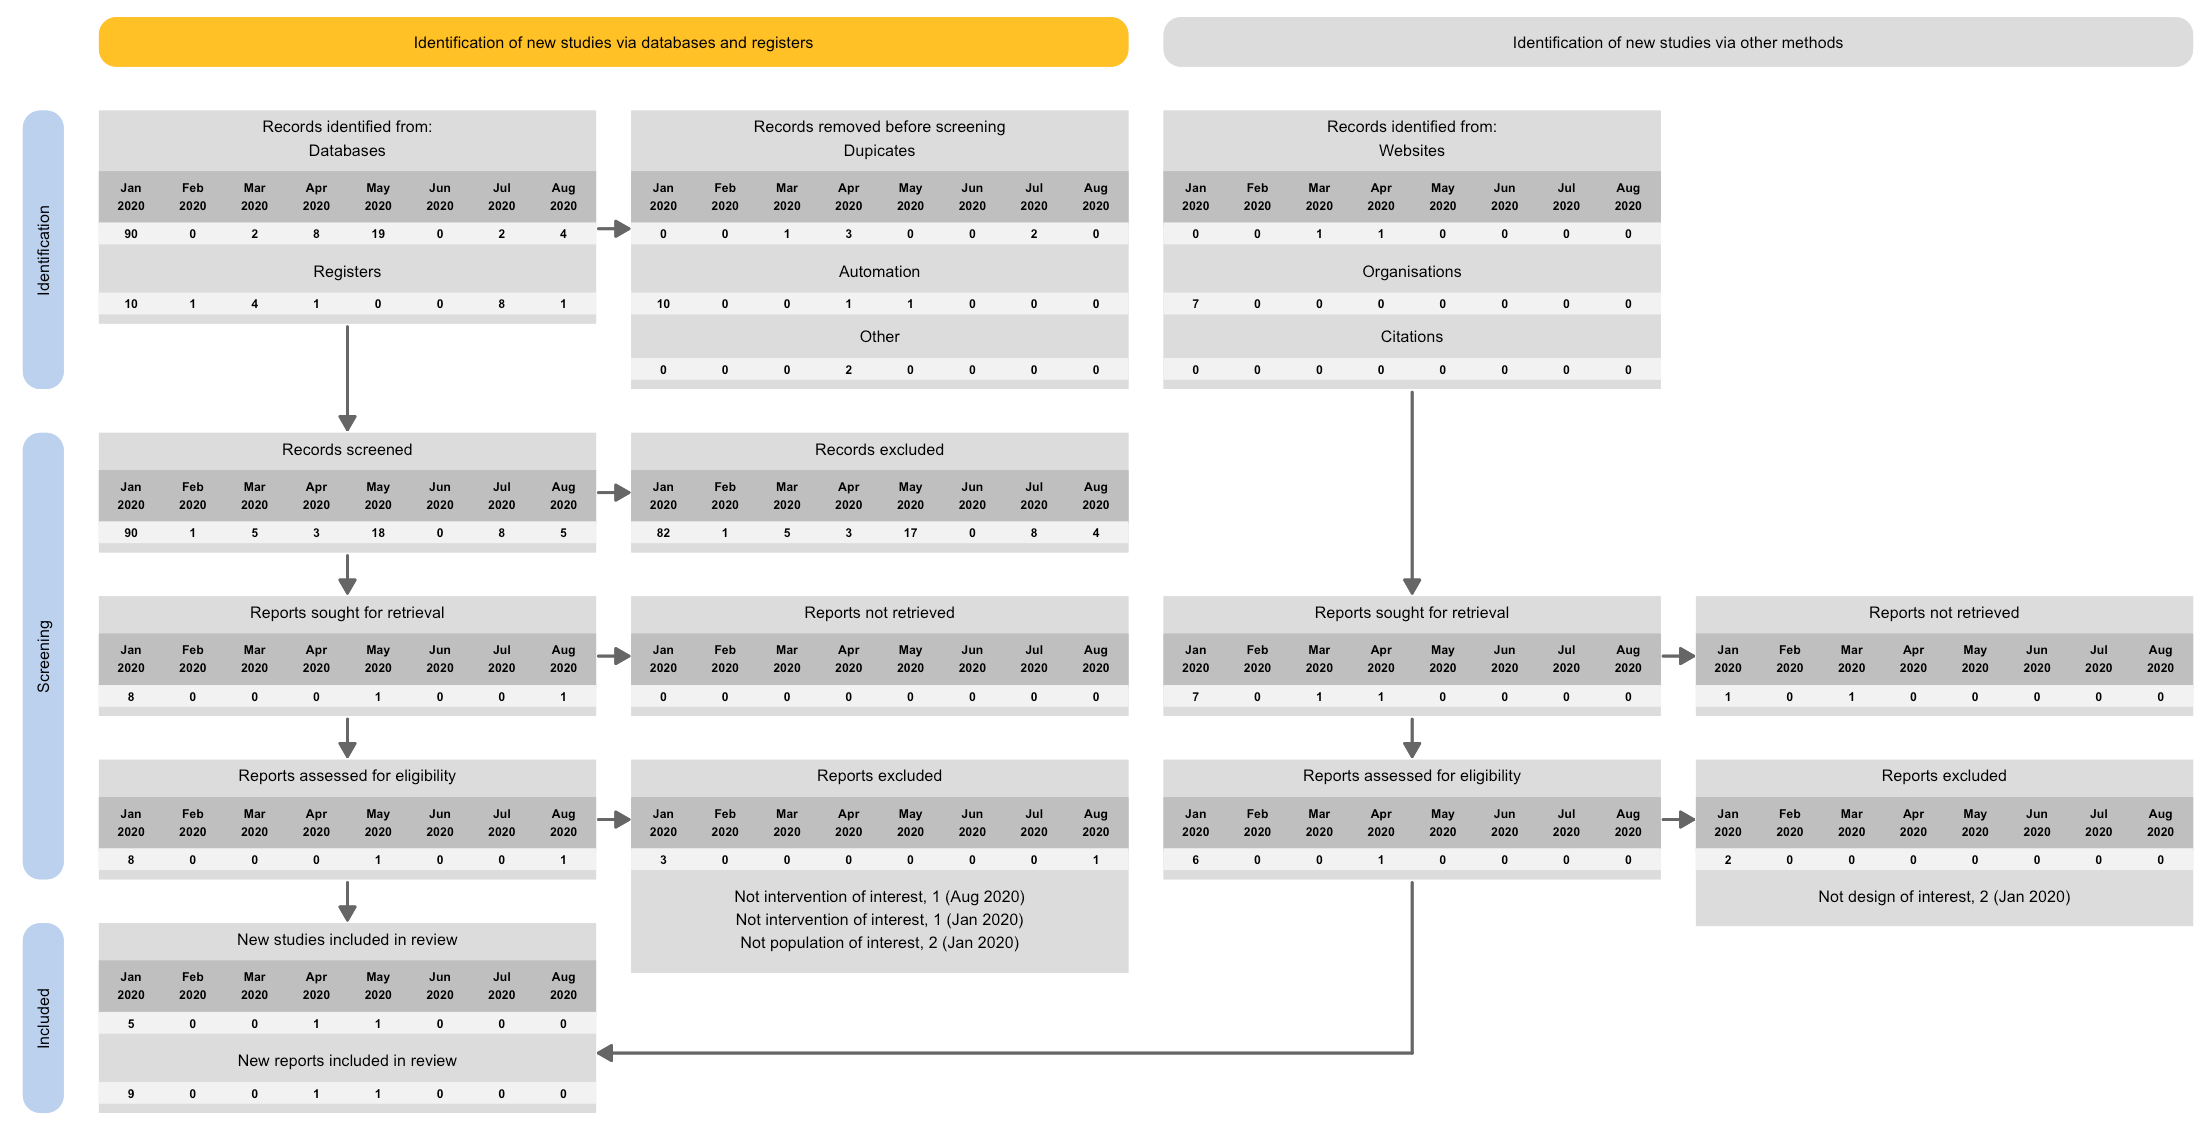 Identification of new studies via databases and registers
Identification of new studies via other methods
Identification
Records identified from:
Databases
Jan Feb Mar Apr May Jun Jul Aug
2020 2020 2020 2020 2020 2020 2020 2020
90 0 2 8 19 0 2 4
Registers
10 1 4 1 0 0 8 1
Records removed before screening
Dupicates
Jan Feb Mar Apr May Jun Jul Aug
2020 2020 2020 2020 2020 2020 2020 2020
0 0 1 3 0 0 2 0
Automation
10 0 0 1 1 0 0 0
Other
0 0 0 2 0 0 0 0
Records identified from:
Websites
Jan Feb Mar Apr May Jun Jul Aug
2020 2020 2020 2020 2020 2020 2020 2020
0 0 1 1 0 0 0 0
Organisations
7 0 0 0 0 0 0 0
Citations
0 0 0 0 0 0 0 0
Screening
Records screened
Jan Feb Mar Apr May Jun Jul Aug
2020 2020 2020 2020 2020 2020 2020 2020
90 1 5 3 18 0 8 5
Records excluded
Jan Feb Mar Apr May Jun Jul Aug
2020 2020 2020 2020 2020 2020 2020 2020
82 1 5 3 17 0 8 4
Reports sought for retrieval
Jan Feb Mar Apr May Jun Jul Aug
2020 2020 2020 2020 2020 2020 2020 2020
8 0 0 0 1 0 0 1
Reports not retrieved
Jan Feb Mar Apr May Jun Jul Aug
2020 2020 2020 2020 2020 2020 2020 2020
0 0 0 0 0 0 0 0
Reports sought for retrieval
Jan Feb Mar Apr May Jun Jul Aug
2020 2020 2020 2020 2020 2020 2020 2020
7 0 1 1 0 0 0 0
Reports not retrieved
Jan Feb Mar Apr May Jun Jul Aug
2020 2020 2020 2020 2020 2020 2020 2020
1 0 1 0 0 0 0 0
Reports assessed for eligibility
Jan Feb Mar Apr May Jun Jul Aug
2020 2020 2020 2020 2020 2020 2020 2020
8 0 0 0 1 0 0 1
Reports excluded
Jan Feb Mar Apr May Jun Jul Aug
2020 2020 2020 2020 2020 2020 2020 2020
3 0 0 0 0 0 0 1
Not intervention of interest, 1 (Aug 2020)
Not intervention of interest, 1 (Jan 2020)
Not population of interest, 2 (Jan 2020)
Reports assessed for eligibility
Jan Feb Mar Apr May Jun Jul Aug
2020 2020 2020 2020 2020 2020 2020 2020
6 0 0 1 0 0 0 0
Reports excluded
Jan Feb Mar Apr May Jun Jul Aug
2020 2020 2020 2020 2020 2020 2020 2020
2 0 0 0 0 0 0 0
Not design of interest, 2 (Jan 2020)
Included
New studies included in review
Jan Feb Mar Apr May Jun Jul Aug
2020 2020 2020 2020 2020 2020 2020 2020
5 0 0 1 1 0 0 0
New reports included in review
9 0 0 1 1 0 0 0